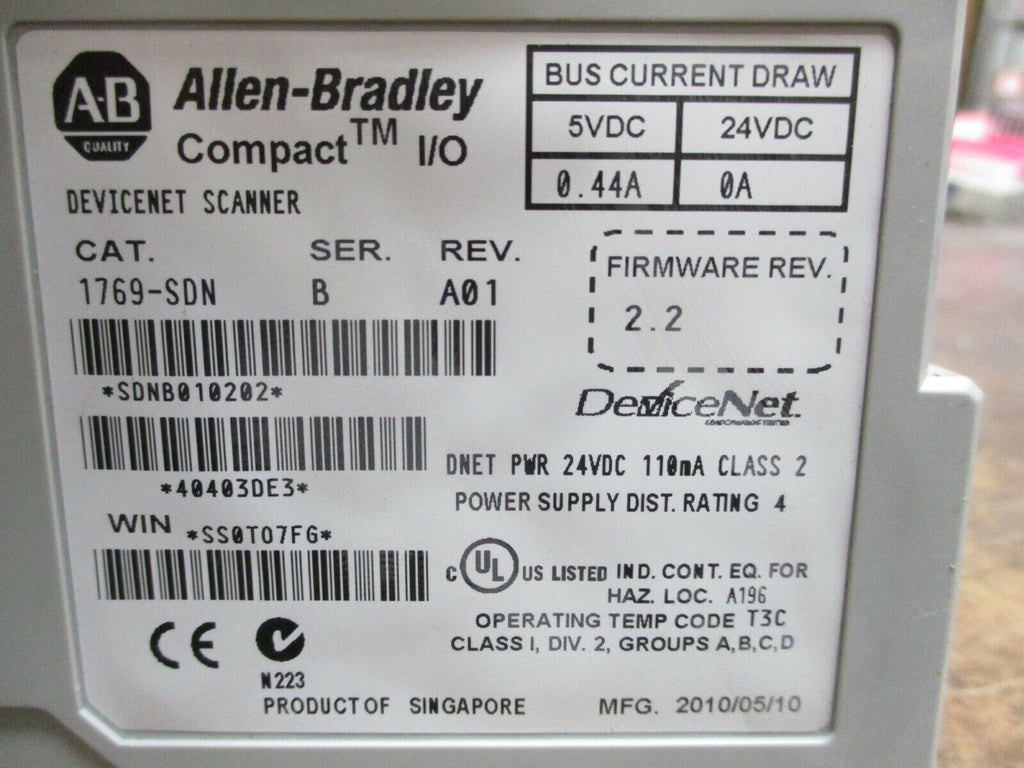 A-B
QUALITY
Allen-Bradley
Compact™ I/O
DEVICENET SCANNER
BUS CURRENT DRAW
5VDC 24VDC
0.44A 0A
CAT. SER. REV.
1769-SDN B A01
FIRMWARE REV.
2.2
*SDNB010202*
DeviceNet
*40403DE3*
DNET PWR 24VDC 110mA CLASS 2
POWER SUPPLY DIST. RATING 4
WIN *SS0TO7FG*
C UL US LISTED IND. CONT. EQ. FOR
HAZ. LOC. A196
OPERATING TEMP CODE T3C
CLASS I, DIV. 2, GROUPS A,B,C,D
CE
N223
PRODUCT OF SINGAPORE
MFG. 2010/05/10